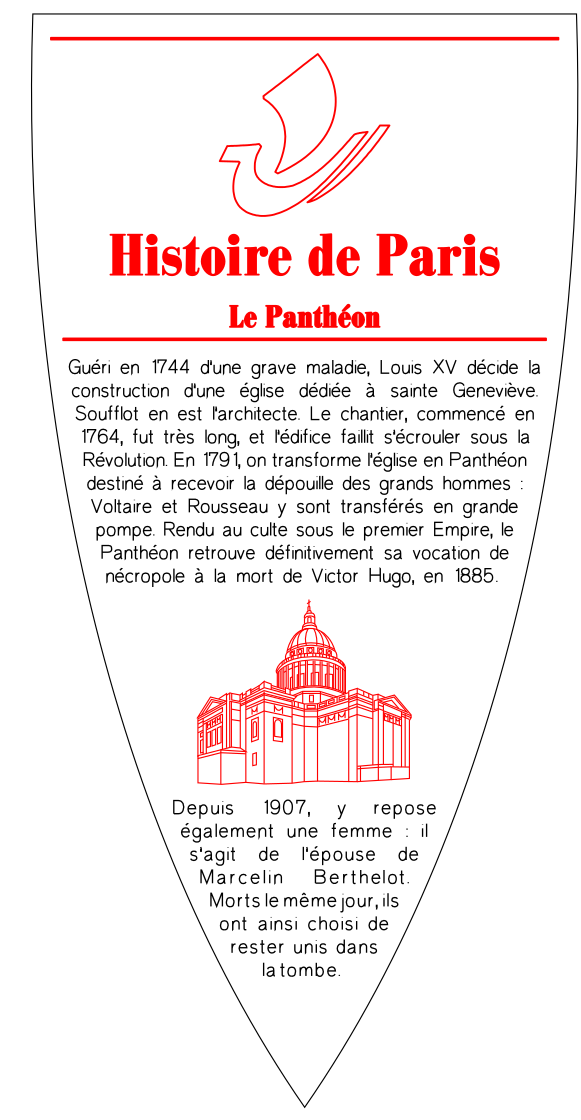 Histoire de Paris
Le Panthéon
Guéri en 1744 d'une grave maladie, Louis XV décide la
construction d'une église dédiée à sainte Geneviève.
Soufflot en est l'architecte. Le chantier, commencé en
1764, fut très long, et l'édifice faillit s'écrouler sous la
Révolution. En 1791, on transforme l'église en Panthéon
destiné à recevoir la dépouille des grands hommes :
Voltaire et Rousseau y sont transférés en grande
pompe. Rendu au culte sous le premier Empire, le
Panthéon retrouve définitivement sa vocation de
nécropole à la mort de Victor Hugo, en 1885.
Depuis 1907, y repose
également une femme : il
s'agit de l'épouse de
Marcelin Berthelot.
Morts le même jour, ils
ont ainsi choisi de
rester unis dans
la tombe.